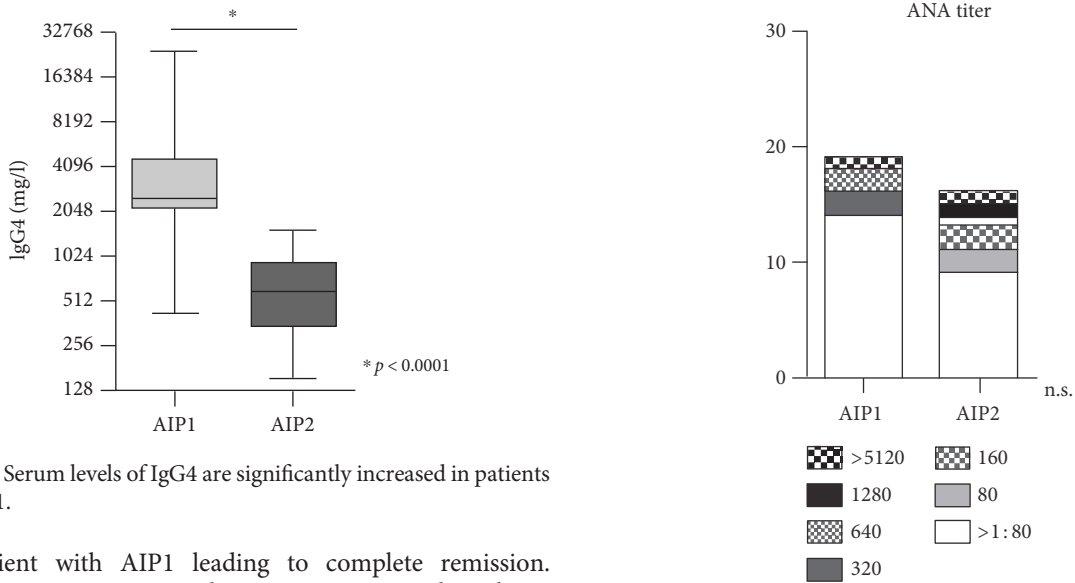 *
32768
16384
8192
4096
2048
1024
512
256
128
IgG4 (mg/l)
AIP1
AIP2
* p < 0.0001
Serum levels of IgG4 are significantly increased in patients
1.
ient with AIP1 leading to complete remission.
ANA titer
30
20
10
0
n.s.
AIP1
AIP2
>5120
160
1280
80
640
>1:80
320